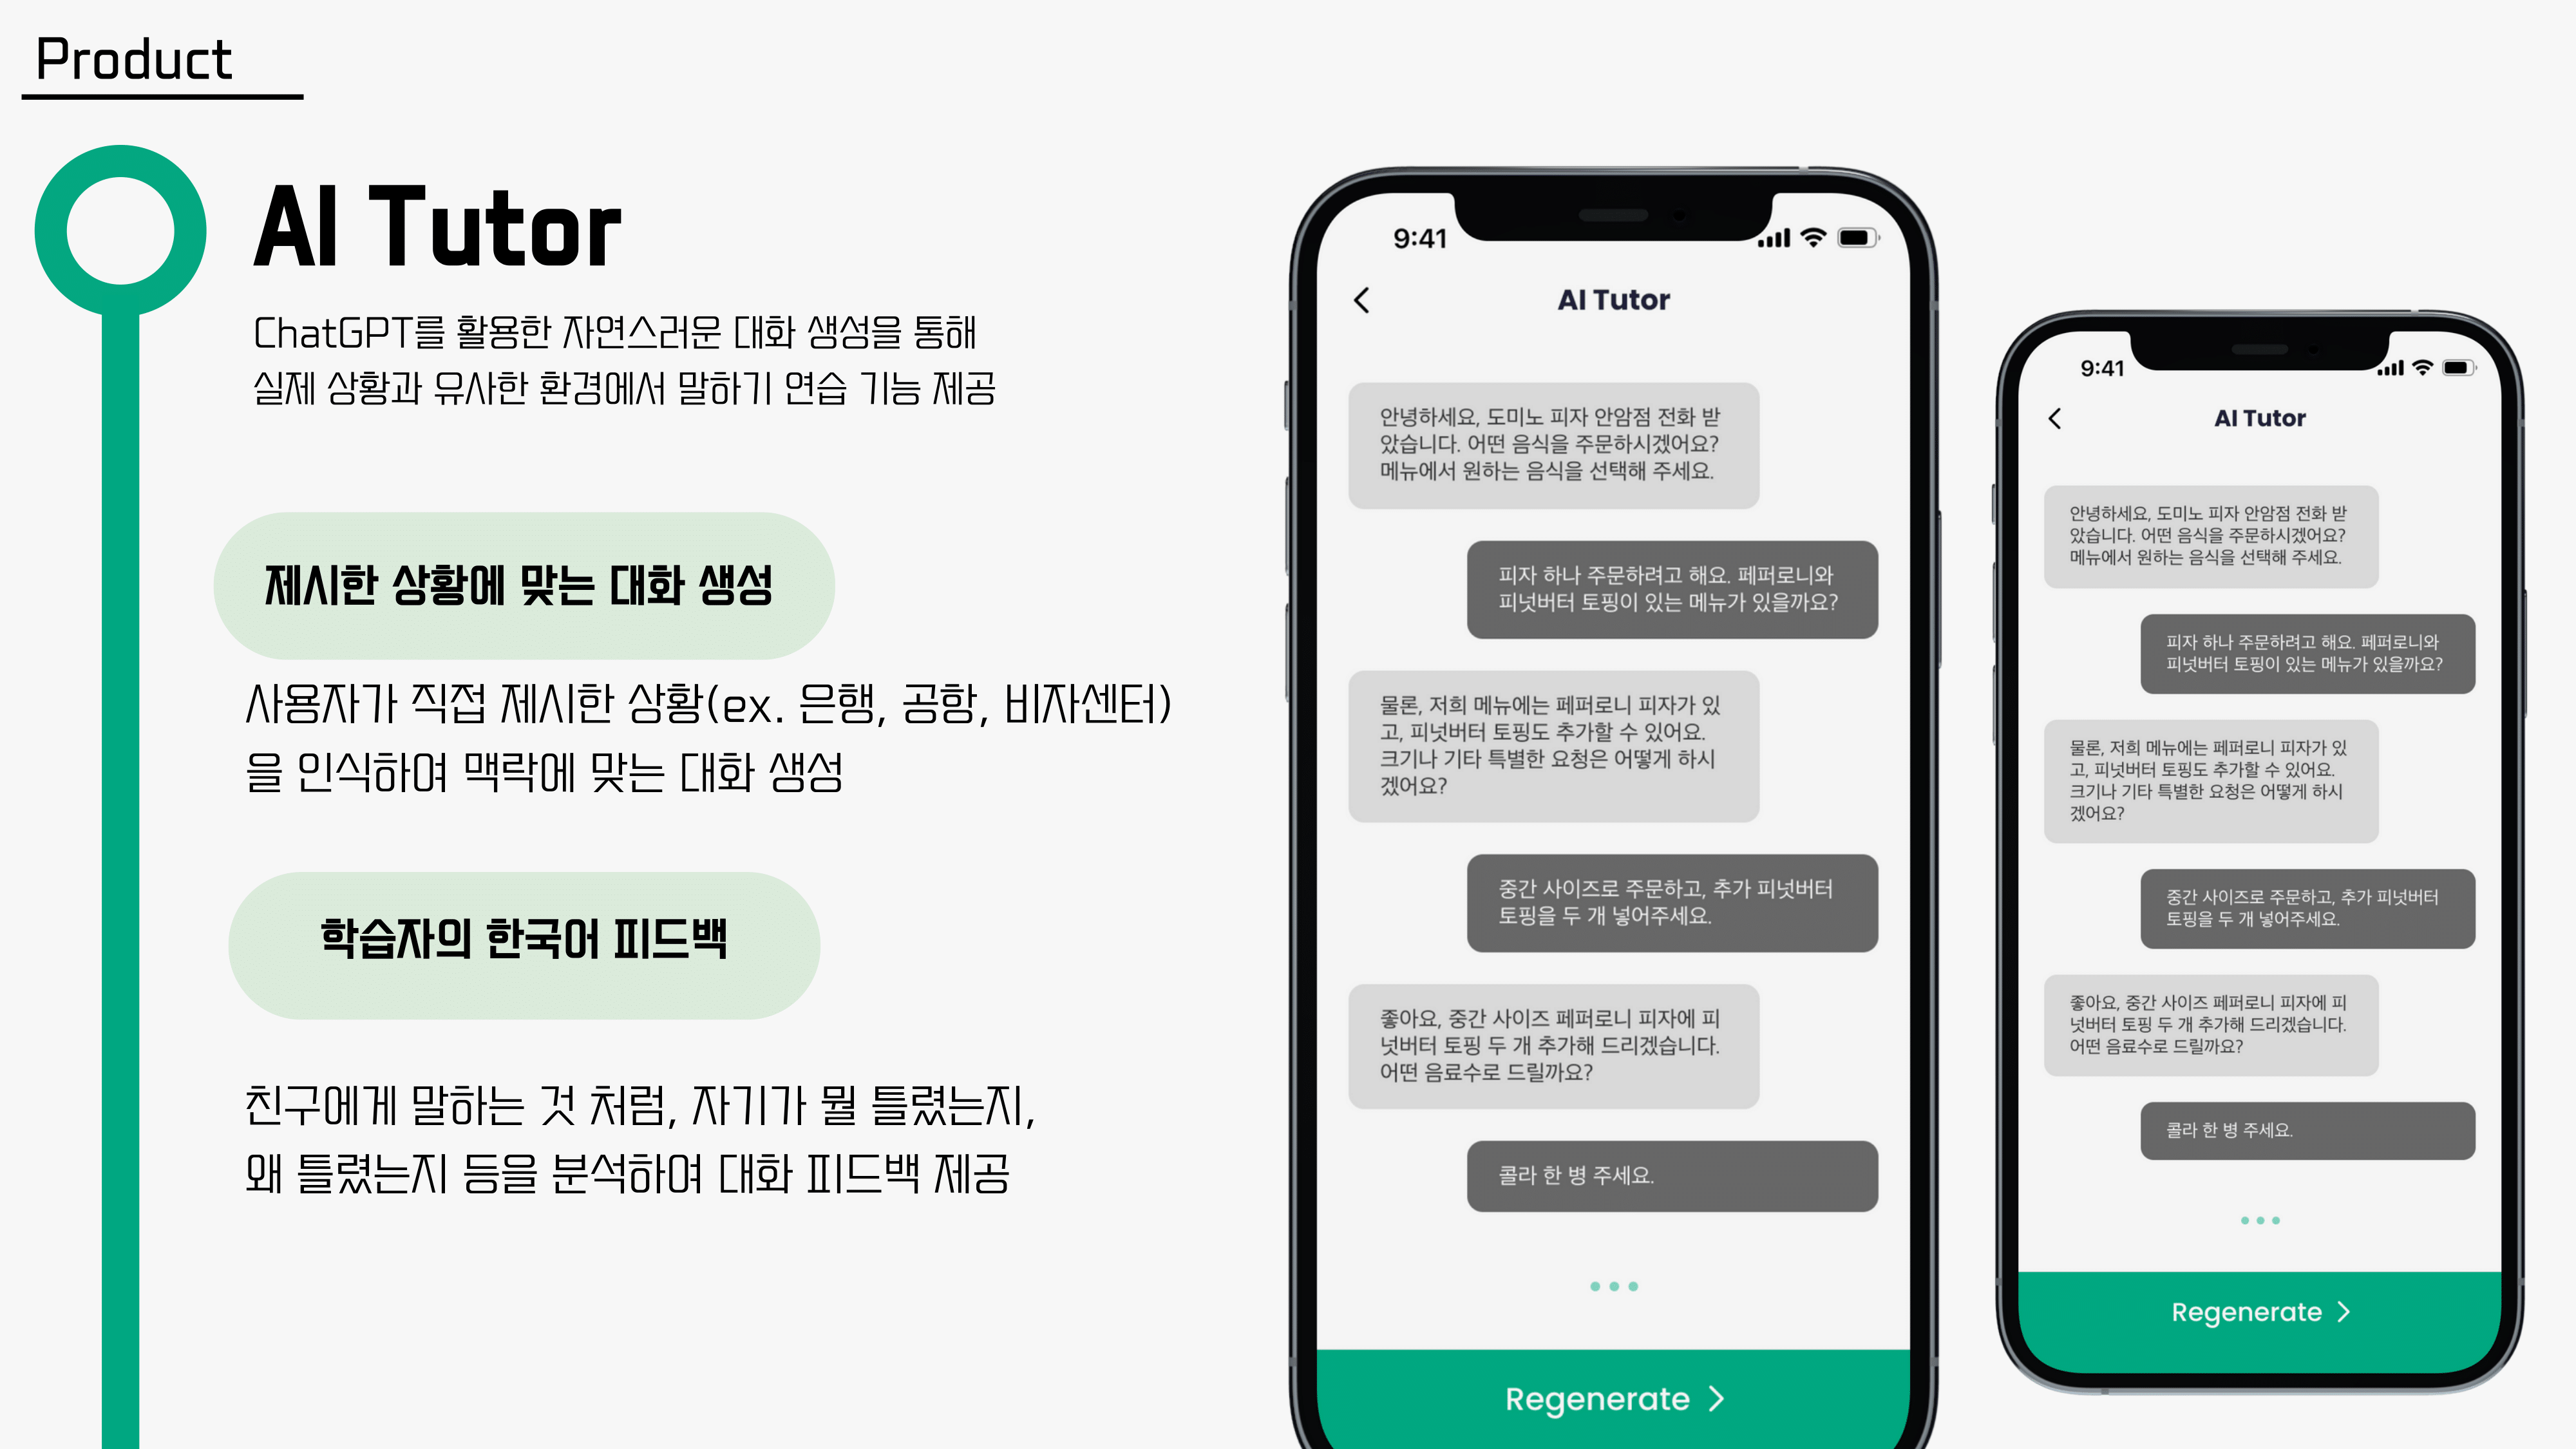 Product
AI Tutor
ChatGPT를 활용한 자연스러운 대화 생성을 통해
실제 상황과 유사한 환경에서 말하기 연습 기능 제공
제시한 상황에 맞는 대화 생성
사용자가 직접 제시한 상황(ex. 은행, 공항, 비자센터)
을 인식하여 맥락에 맞는 대화 생성
학습자의 한국어 피드백
친구에게 말하는 것 처럼, 자기가 뭘 틀렸는지,
왜 틀렸는지 등을 분석하여 대화 피드백 제공
9:41
AI Tutor
안녕하세요, 도미노 피자 안암점 전화 받
았습니다. 어떤 음식을 주문하시겠어요?
메뉴에서 원하는 음식을 선택해 주세요.
피자 하나 주문하려고 해요. 페퍼로니와
피넛버터 토핑이 있는 메뉴가 있을까요?
물론, 저희 메뉴에는 페퍼로니 피자가 있
고, 피넛버터 토핑도 추가할 수 있어요.
크기나 기타 특별한 요청은 어떻게 하시
겠어요?
중간 사이즈로 주문하고, 추가 피넛버터
토핑을 두 개 넣어주세요.
좋아요, 중간 사이즈 페퍼로니 피자에 피
넛버터 토핑 두 개 추가해 드리겠습니다.
어떤 음료수로 드릴까요?
콜라 한 병 주세요.
Regenerate
9:41
AI Tutor
안녕하세요, 도미노 피자 안암점 전화 받
았습니다. 어떤 음식을 주문하시겠어요?
메뉴에서 원하는 음식을 선택해 주세요.
피자 하나 주문하려고 해요. 페퍼로니와
피넛버터 토핑이 있는 메뉴가 있을까요?
물론, 저희 메뉴에는 페퍼로니 피자가 있
고, 피넛버터 토핑도 추가할 수 있어요.
크기나 기타 특별한 요청은 어떻게 하시
겠어요?
중간 사이즈로 주문하고, 추가 피넛버터
토핑을 두 개 넣어주세요.
좋아요, 중간 사이즈 페퍼로니 피자에 피
넛버터 토핑 두 개 추가해 드리겠습니다.
어떤 음료수로 드릴까요?
콜라 한 병 주세요.
Regenerate